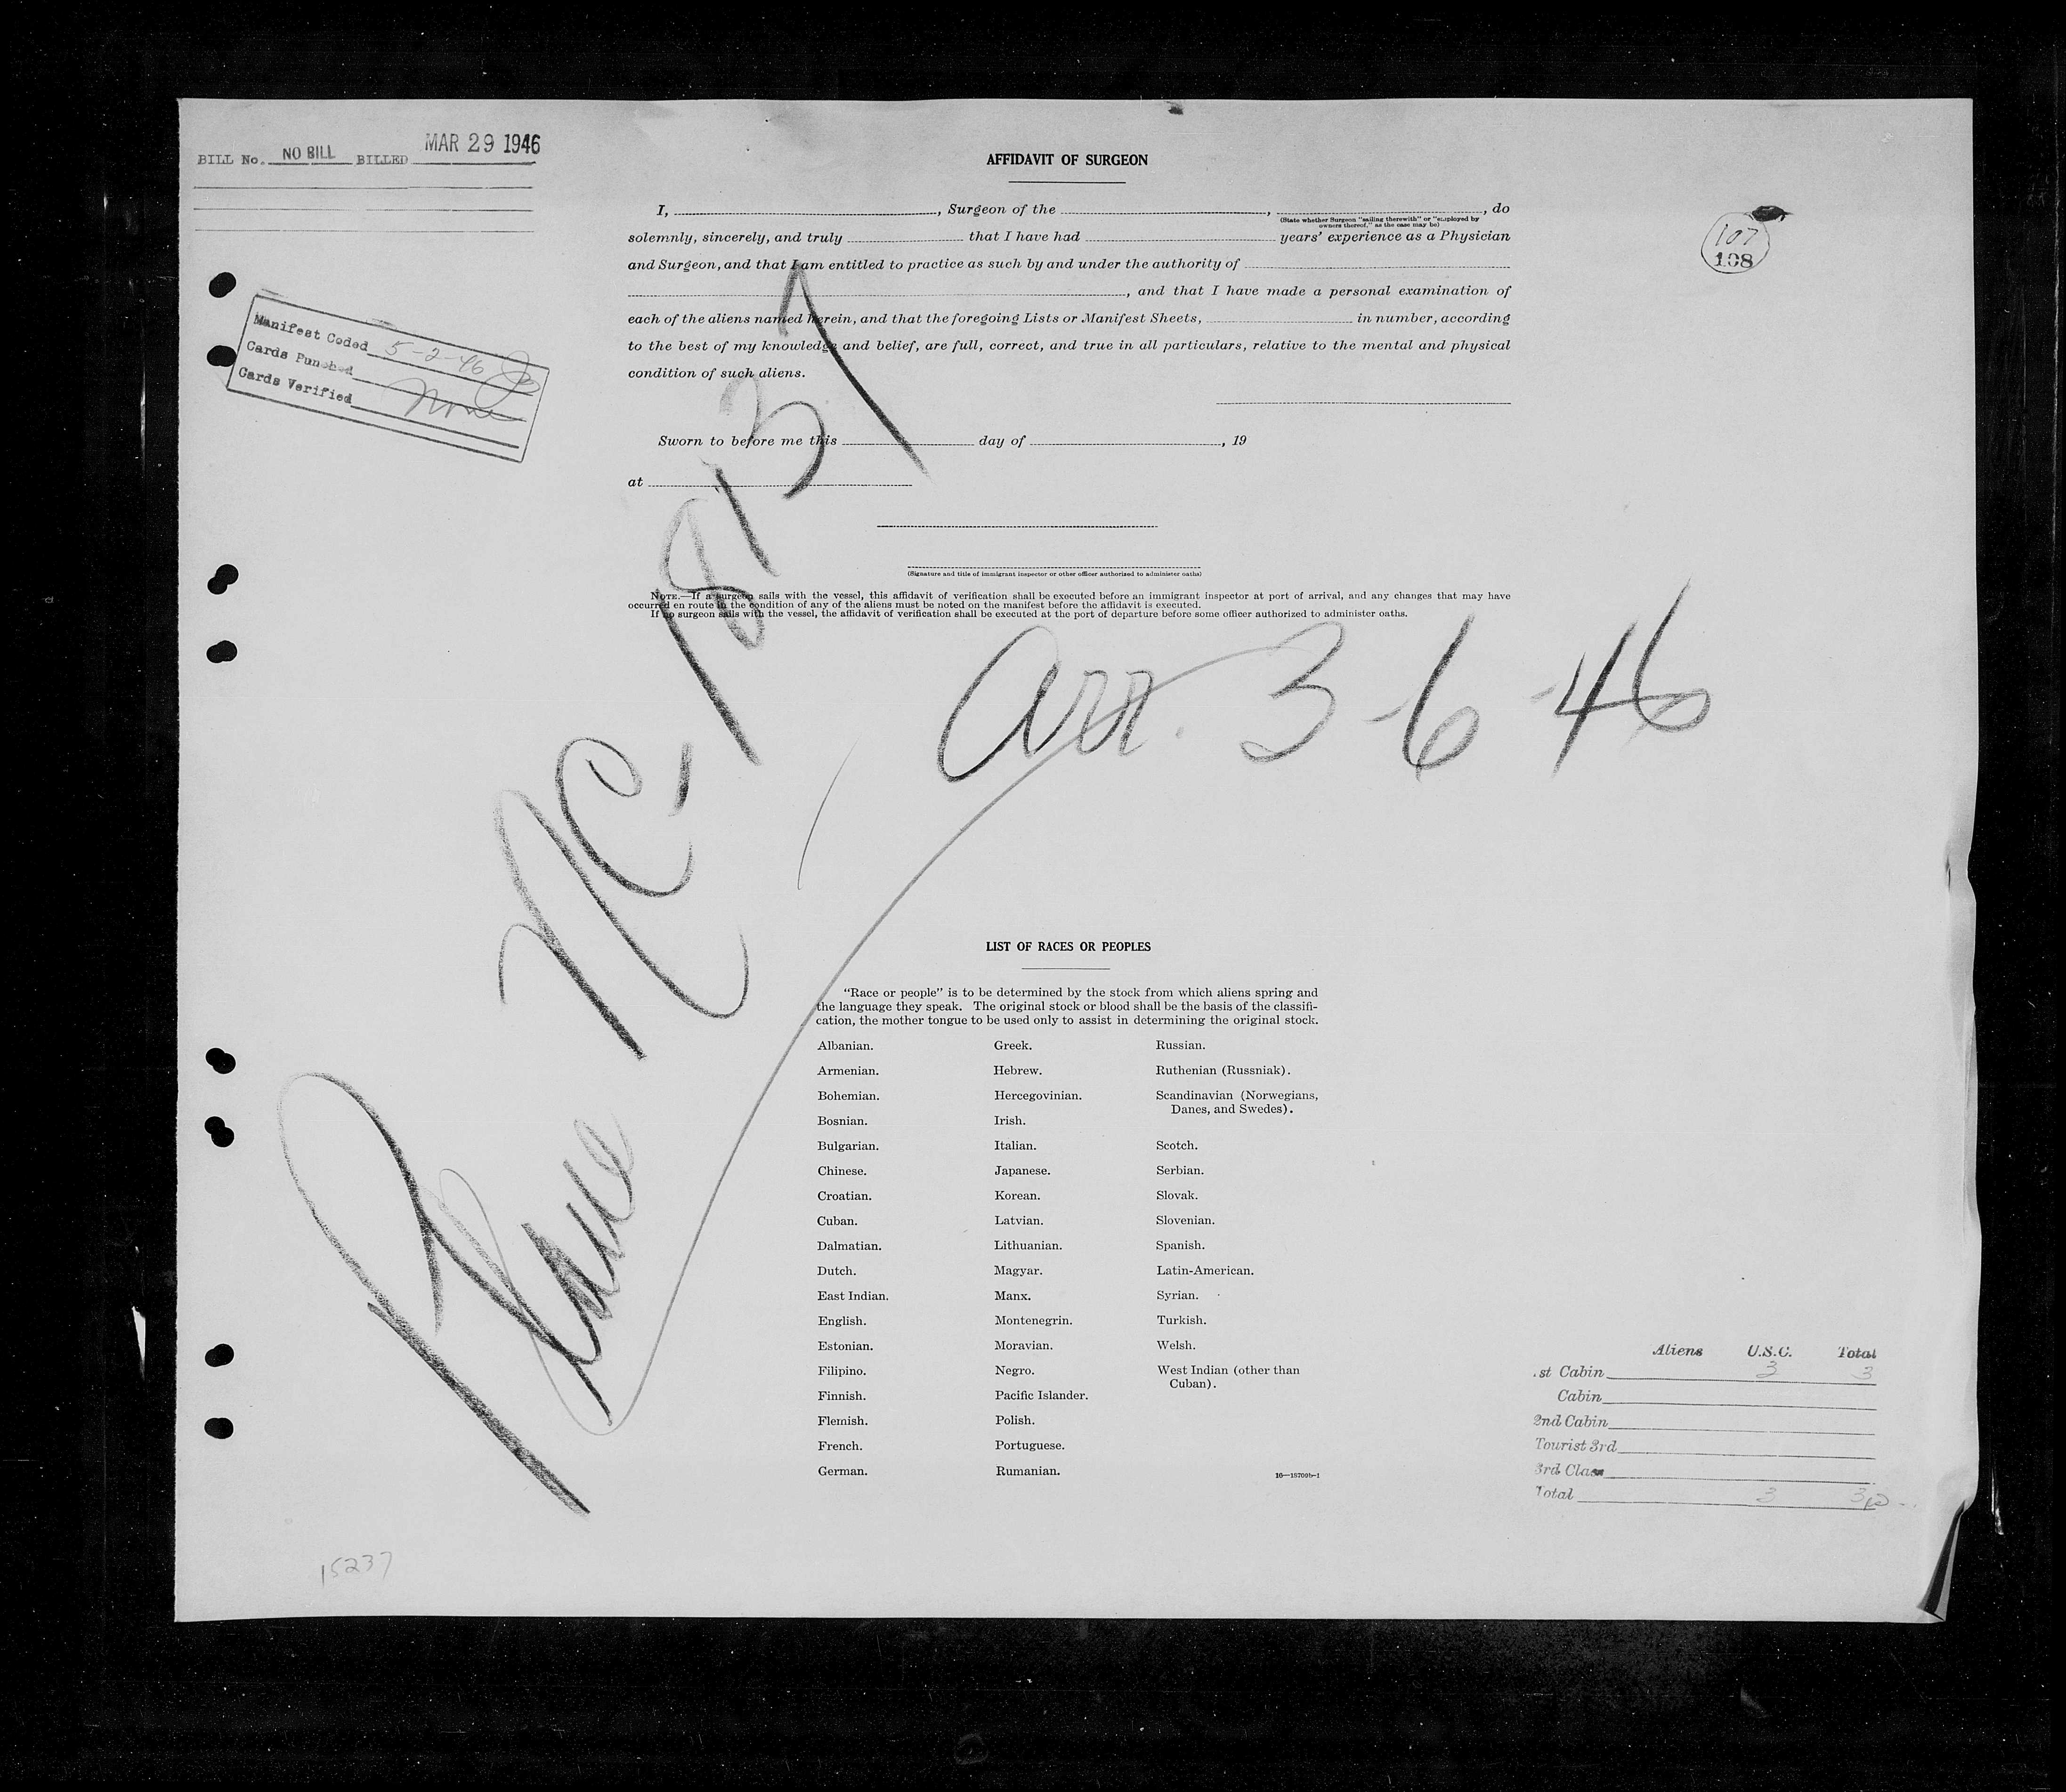 BILL No. NO BILL BILLED MAR 29 1946
AFFIDAVIT OF SURGEON
I, , Surgeon of the , , do
(State whether Surgeon "sailing therewith" or "employed by
owners thereof," as the case may be)
solemnly, sincerely, and truly that I have had years' experience as a Physician
and Surgeon, and that I am entitled to practice as such by and under the authority of
, and that I have made a personal examination of
each of the aliens named herein, and that the foregoing Lists or Manifest Sheets, in number, according
to the best of my knowledge and belief, are full, correct, and true in all particulars, relative to the mental and physical
condition of such aliens.
107
108
Manifest Coded 5-2-46
Cards Punched
Cards Verified None
Sworn to before me this day of , 19
at
(Signature and title of immigrant inspector or other officer authorized to administer oaths)
NOTE.—If a surgeon sails with the vessel, this affidavit of verification shall be executed before an immigrant inspector at port of arrival, and any changes that may have
occurred en route in the condition of any of the aliens must be noted on the manifest before the affidavit is executed.
If no surgeon sails with the vessel, the affidavit of verification shall be executed at the port of departure before some officer authorized to administer oaths.
Plane NC, 18137
arr. 3-6-46
LIST OF RACES OR PEOPLES
"Race or people" is to be determined by the stock from which aliens spring and
the language they speak. The original stock or blood shall be the basis of the classifi-
cation, the mother tongue to be used only to assist in determining the original stock.
Albanian. Greek. Russian.
Armenian. Hebrew. Ruthenian (Russniak).
Bohemian. Hercegovinian. Scandinavian (Norwegians,
Danes, and Swedes).
Bosnian. Irish.
Bulgarian. Italian. Scotch.
Chinese. Japanese. Serbian.
Croatian. Korean. Slovak.
Cuban. Latvian. Slovenian.
Dalmatian. Lithuanian. Spanish.
Dutch. Magyar. Latin-American.
East Indian. Manx. Syrian.
English. Montenegrin. Turkish.
Estonian. Moravian. Welsh.
Filipino. Negro. West Indian (other than
Cuban).
Finnish. Pacific Islander.
Flemish. Polish.
French. Portuguese.
German. Rumanian.
16—18709b-1
Aliens U.S.C. Total
st Cabin 3 3
Cabin
2nd Cabin
Tourist 3rd
3rd Class
Total 3 3
15237